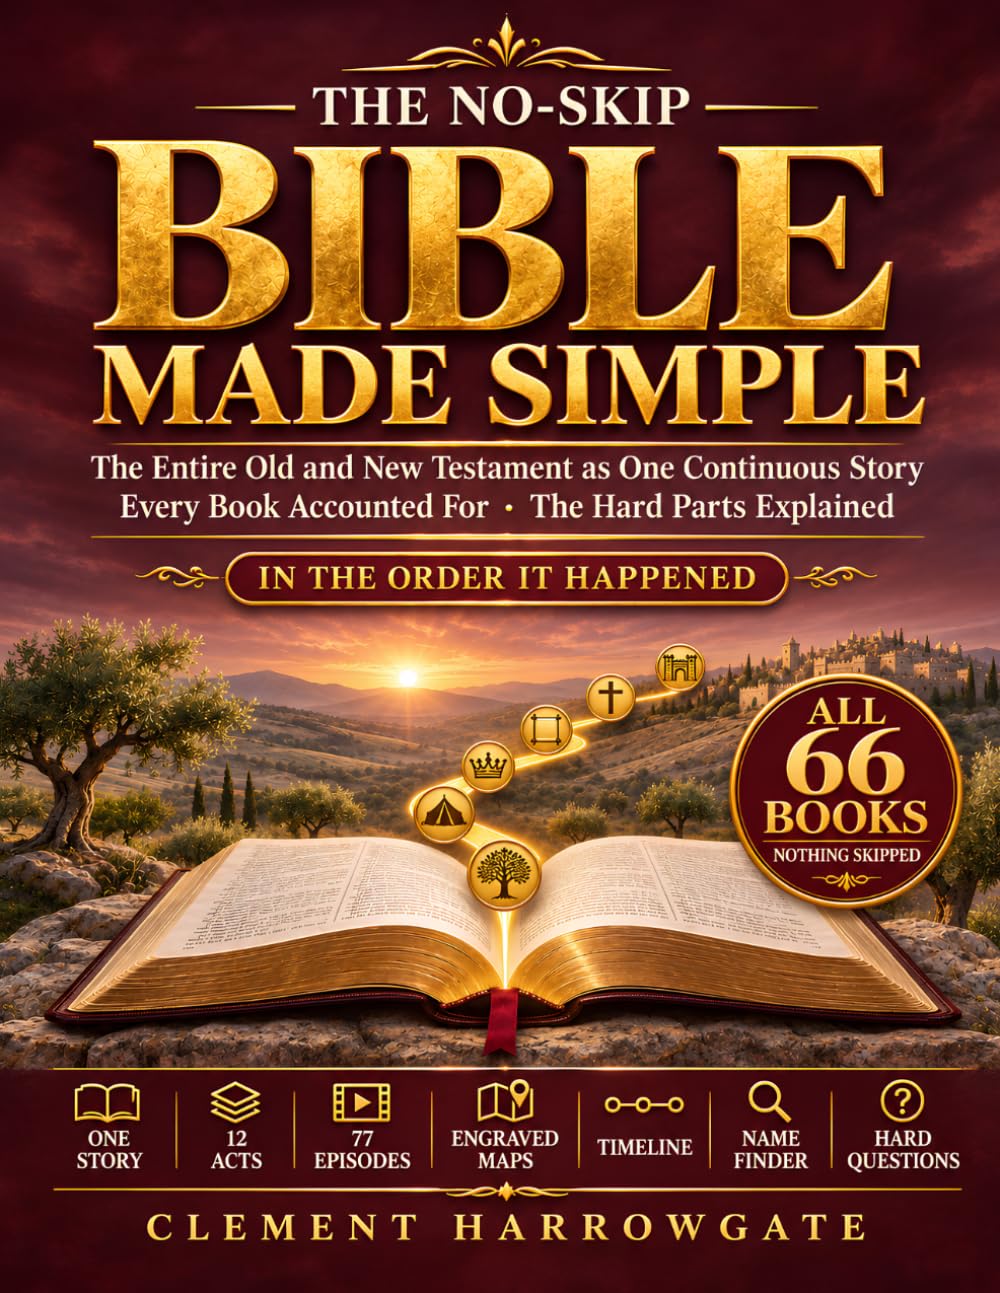 THE NO-SKIP
BIBLE
MADE SIMPLE
The Entire Old and New Testament as One Continuous Story
Every Book Accounted For • The Hard Parts Explained
IN THE ORDER IT HAPPENED
ALL
66
BOOKS
NOTHING SKIPPED
ONE
STORY
12
ACTS
77
EPISODES
ENGRAVED
MAPS
TIMELINE
NAME
FINDER
HARD
QUESTIONS
CLEMENT HARROWGATE